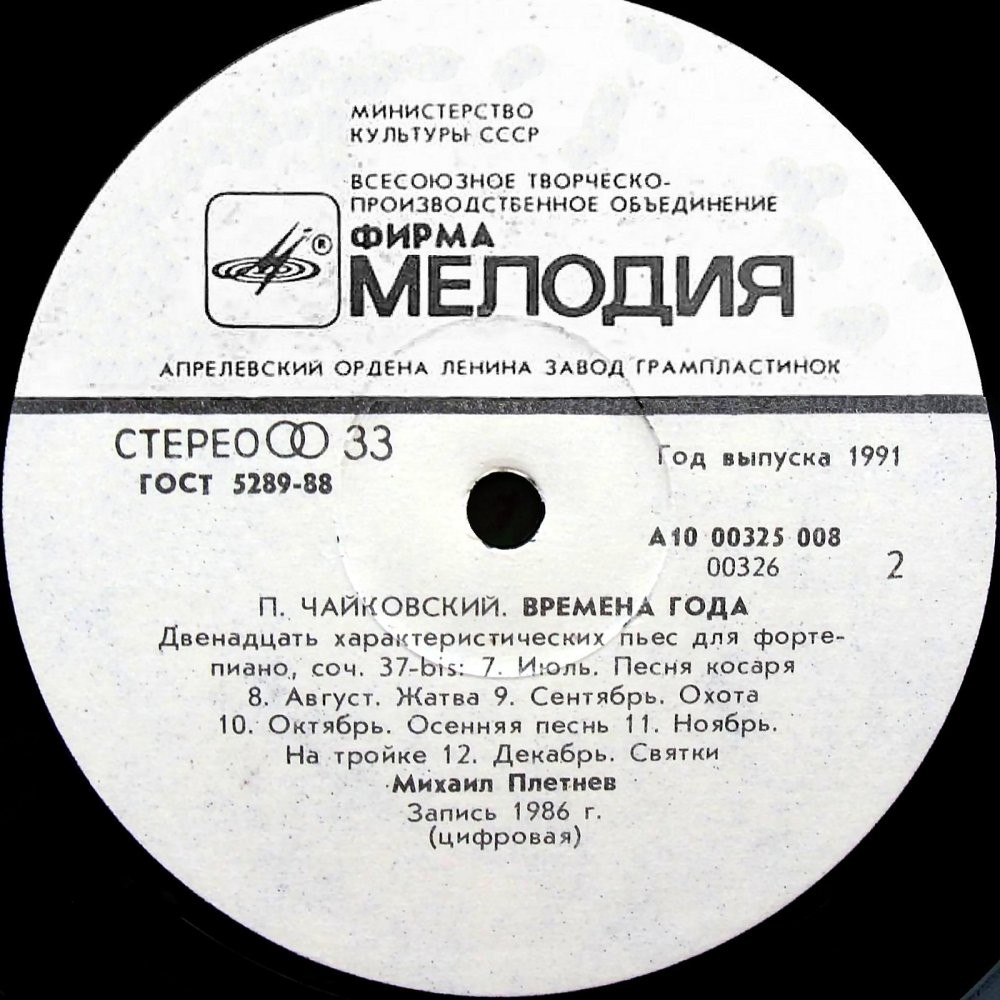 МИНИСТЕРСТВО
КУЛЬТУРЫ СССР
ВСЕСОЮЗНОЕ ТВОРЧЕСКО-
ПРОИЗВОДСТВЕННОЕ ОБЪЕДИНЕНИЕ
ФИРМА
®
МЕЛОДИЯ
АПРЕЛЕВСКИЙ ОРДЕНА ЛЕНИНА ЗАВОД ГРАМПЛАСТИНОК
СТЕРЕО 33
Год выпуска 1991
ГОСТ 5289-88
А10 00325 008
00326
2
П. ЧАЙКОВСКИЙ. ВРЕМЕНА ГОДА
Двенадцать характеристических пьес для форте-
пиано, соч. 37-bis: 7. Июль. Песня косаря
8. Август. Жатва 9. Сентябрь. Охота
10. Октябрь. Осенняя песнь 11. Ноябрь.
На тройке 12. Декабрь. Святки
Михаил Плетнев
Запись 1986 г.
(цифровая)